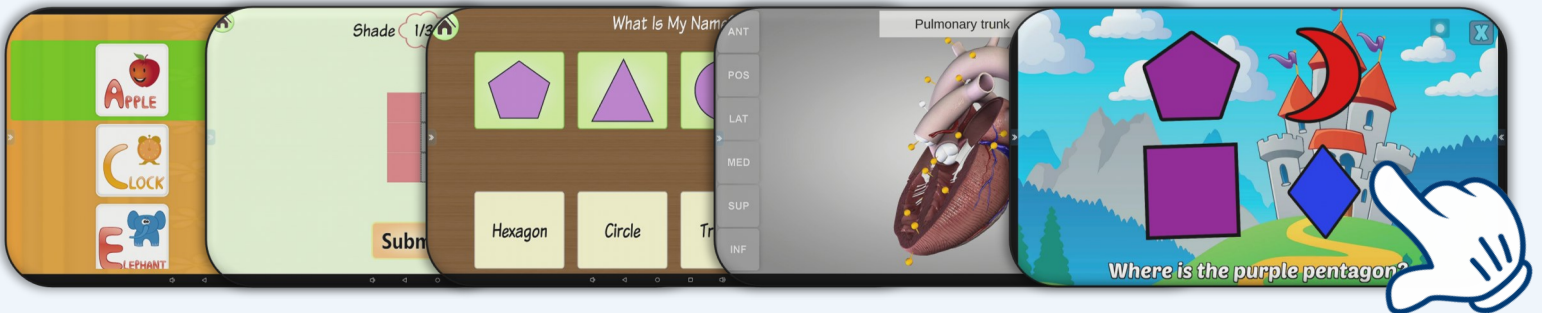 APPLE
CLOCK
ELEPHANT
Shade 1/3
Subm
What Is My Name
Hexagon
Circle
Tr
ANT
POS
LAT
MED
SUP
INF
Pulmonary trunk
X
Where is the purple pentagon?